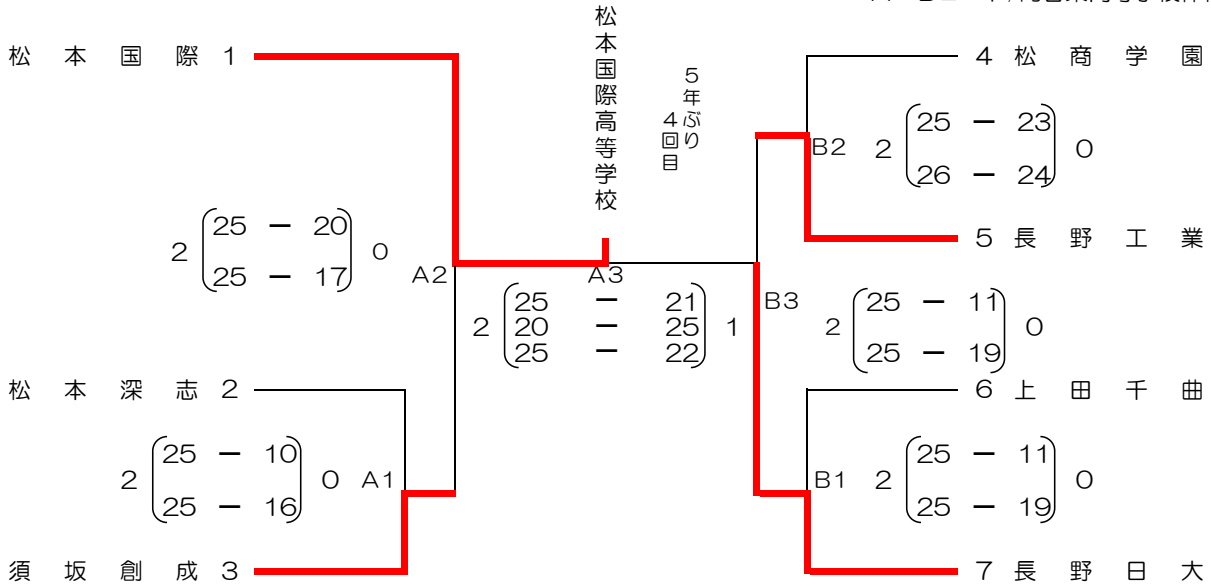 松本国際高等学校
5年ぶり
4回目
松本国際 1
4 松商学園
B2 2 25 − 23 0
26 − 24
5 長野工業
2 25 − 20 0
25 − 17
A2
A3
2 25 − 21 1
20 − 25
25 − 22
B3 2 25 − 11 0
25 − 19
松本深志 2
6 上田千曲
2 25 − 10 0 A1
25 − 16
B1 2 25 − 11 0
25 − 19
須坂創成 3
7 長野日大